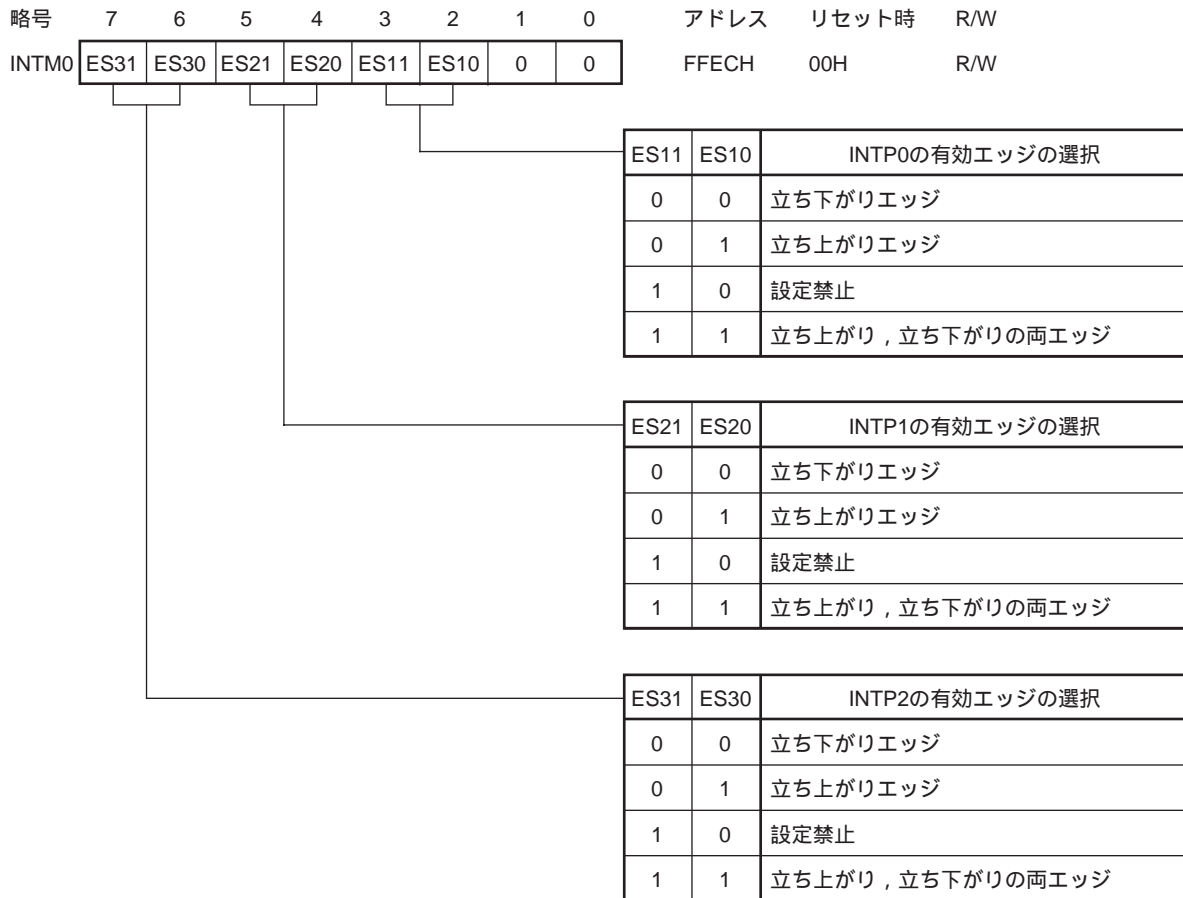 略号 7 6 5 4 3 2 1 0 アドレス リセット時 R/W
INTM0 ES31 ES30 ES21 ES20 ES11 ES10 0 0 FFECH 00H R/W
ES11 ES10 INTP0の有効エッジの選択
0 0 立ち下がりエッジ
0 1 立ち上がりエッジ
1 0 設定禁止
1 1 立ち上がり，立ち下がりの両エッジ
ES21 ES20 INTP1の有効エッジの選択
0 0 立ち下がりエッジ
0 1 立ち上がりエッジ
1 0 設定禁止
1 1 立ち上がり，立ち下がりの両エッジ
ES31 ES30 INTP2の有効エッジの選択
0 0 立ち下がりエッジ
0 1 立ち上がりエッジ
1 0 設定禁止
1 1 立ち上がり，立ち下がりの両エッジ